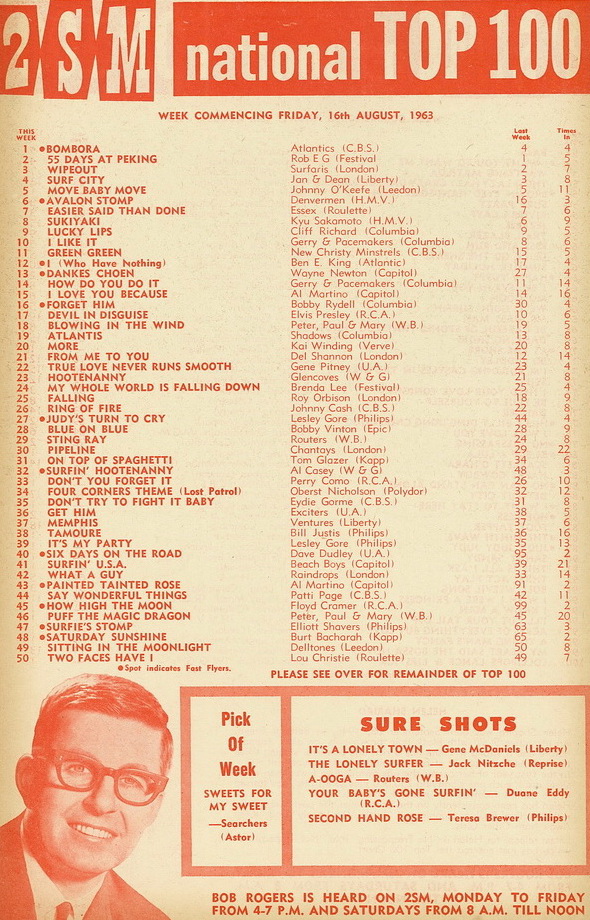 2SM national TOP 100
WEEK COMMENCING FRIDAY, 16th AUGUST, 1963
THIS WEEK Last Week Times In
1 ●BOMBORA Atlantics (C.B.S.) 4 4
2 55 DAYS AT PEKING Rob E G (Festival 1 5
3 WIPEOUT Surfaris (London) 2 7
4 SURF CITY Jan & Dean (Liberty) 3 8
5 MOVE BABY MOVE Johnny O'Keefe (Leedon) 5 11
6 ●AVALON STOMP Denvermen (H.M.V.) 16 3
7 EASIER SAID THAN DONE Essex (Roulette) 7 6
8 SUKIYAKI Kyu Sakamoto (H.M.V.) 6 9
9 LUCKY LIPS Cliff Richard (Columbia) 9 5
10 I LIKE IT Gerry & Pacemakers (Columbia) 8 6
11 GREEN GREEN New Christy Minstrels (C.B.S.) 15 5
12 ●I (Who Have Nothing) Ben E. King (Atlantic) 17 4
13 ●DANKES CHOEN Wayne Newton (Capitol) 27 4
14 HOW DO YOU DO IT Gerry & Pacemakers (Columbia) 11 14
15 I LOVE YOU BECAUSE Al Martino (Capitol) 14 16
16 ●FORGET HIM Bobby Rydell (Columbia) 30 4
17 DEVIL IN DISGUISE Elvis Presley (R.C.A.) 10 6
18 BLOWING IN THE WIND Peter, Paul & Mary (W.B.) 19 5
19 ATLANTIS Shadows (Columbia) 13 8
20 MORE Kai Winding (Verve) 20 8
21 FROM ME TO YOU Del Shannon (London) 12 14
22 TRUE LOVE NEVER RUNS SMOOTH Gene Pitney (U.A.) 23 4
23 HOOTENANNY Glencoves (W & G) 21 8
24 MY WHOLE WORLD IS FALLING DOWN Brenda Lee (Festival) 25 4
25 FALLING Roy Orbison (London) 18 9
26 RING OF FIRE Johnny Cash (C.B.S.) 22 8
27 ●JUDY'S TURN TO CRY Lesley Gore (Philips) 44 4
28 BLUE ON BLUE Bobby Vinton (Epic) 28 9
29 STING RAY Routers (W.B.) 24 8
30 PIPELINE Chantays (London) 29 22
31 ON TOP OF SPAGHETTI Tom Glazer (Kapp) 34 6
32 ●SURFIN' HOOTENANNY Al Casey (W & G) 48 3
33 DON'T YOU FORGET IT Perry Como (R.C.A.) 26 10
34 FOUR CORNERS THEME (Lost Patrol) Oberst Nicholson (Polydor) 32 12
35 DON'T TRY TO FIGHT IT BABY Eydie Gorme (C.B.S.) 31 8
36 GET HIM Exciters (U.A.) 38 5
37 MEMPHIS Ventures (Liberty) 37 6
38 TAMOURE Bill Justis (Philips) 36 16
39 IT'S MY PARTY Lesley Gore (Philips) 35 13
40 ●SIX DAYS ON THE ROAD Dave Dudley (U.A.) 95 2
41 SURFIN' U.S.A. Beach Boys (Capitol) 39 21
42 WHAT A GUY Raindrops (London) 33 14
43 ●PAINTED TAINTED ROSE Al Martino (Capitol) 91 2
44 SAY WONDERFUL THINGS Patti Page (C.B.S.) 42 11
45 ●HOW HIGH THE MOON Floyd Cramer (R.C.A.) 99 2
46 PUFF THE MAGIC DRAGON Peter, Paul & Mary (W.B.) 45 20
47 ●SURFIE'S STOMP Elliott Shavers (Philips) 63 3
48 ●SATURDAY SUNSHINE Burt Bacharah (Kapp) 65 2
49 SITTING IN THE MOONLIGHT Delltones (Leedon) 50 8
50 TWO FACES HAVE I Lou Christie (Roulette) 49 7
●Spot indicates Fast Flyers.
PLEASE SEE OVER FOR REMAINDER OF TOP 100
Pick
Of
Week
SWEETS FOR
MY SWEET
—Searchers
(Astor)
SURE SHOTS
IT'S A LONELY TOWN — Gene McDaniels (Liberty)
THE LONELY SURFER — Jack Nitzche (Reprise)
A-OOGA — Routers (W.B.)
YOUR BABY'S GONE SURFIN' — Duane Eddy
(R.C.A.)
SECOND HAND ROSE — Teresa Brewer (Philips)
BOB ROGERS IS HEARD ON 2SM, MONDAY TO FRIDAY
FROM 4-7 P.M. AND SATURDAYS FROM 8 A.M. TILL NOON